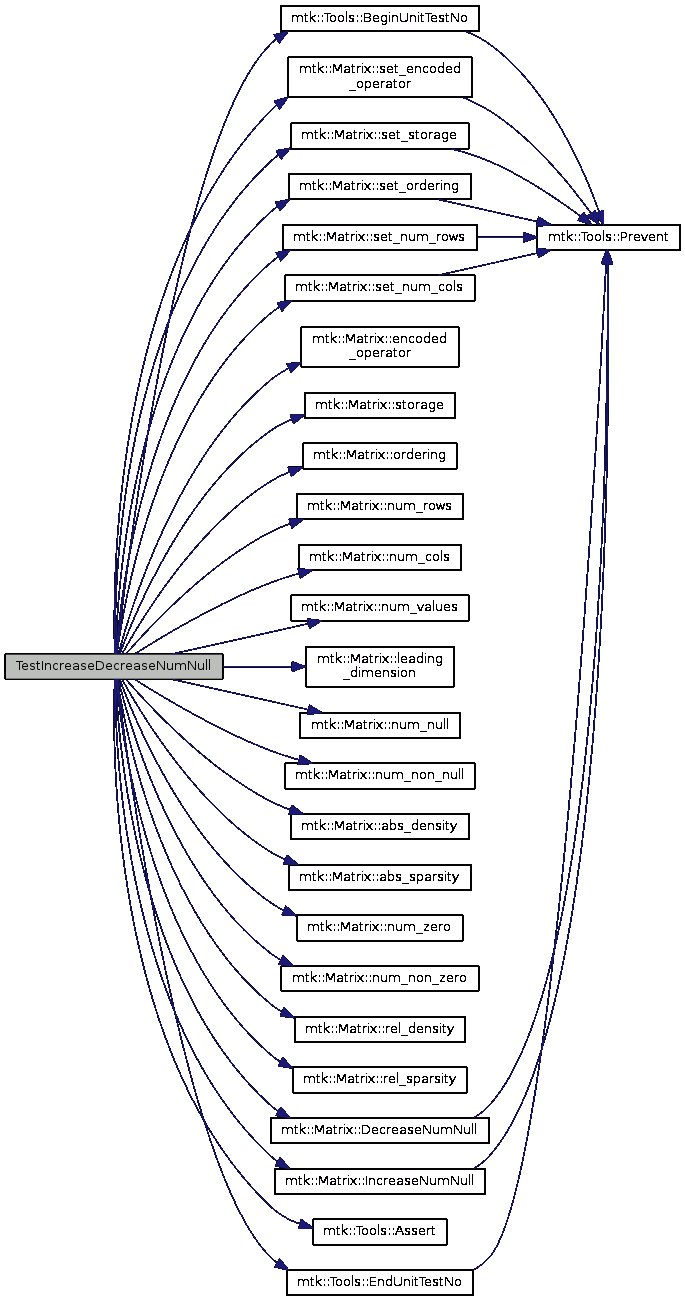 mtk::Tools::BeginUnitTestNo
mtk::Matrix::set_encoded
_operator
mtk::Matrix::set_storage
mtk::Matrix::set_ordering
mtk::Matrix::set_num_rows
mtk::Tools::Prevent
mtk::Matrix::set_num_cols
mtk::Matrix::encoded
_operator
mtk::Matrix::storage
mtk::Matrix::ordering
mtk::Matrix::num_rows
mtk::Matrix::num_cols
mtk::Matrix::num_values
TestIncreaseDecreaseNumNull
mtk::Matrix::leading
_dimension
mtk::Matrix::num_null
mtk::Matrix::num_non_null
mtk::Matrix::abs_density
mtk::Matrix::abs_sparsity
mtk::Matrix::num_zero
mtk::Matrix::num_non_zero
mtk::Matrix::rel_density
mtk::Matrix::rel_sparsity
mtk::Matrix::DecreaseNumNull
mtk::Matrix::IncreaseNumNull
mtk::Tools::Assert
mtk::Tools::EndUnitTestNo